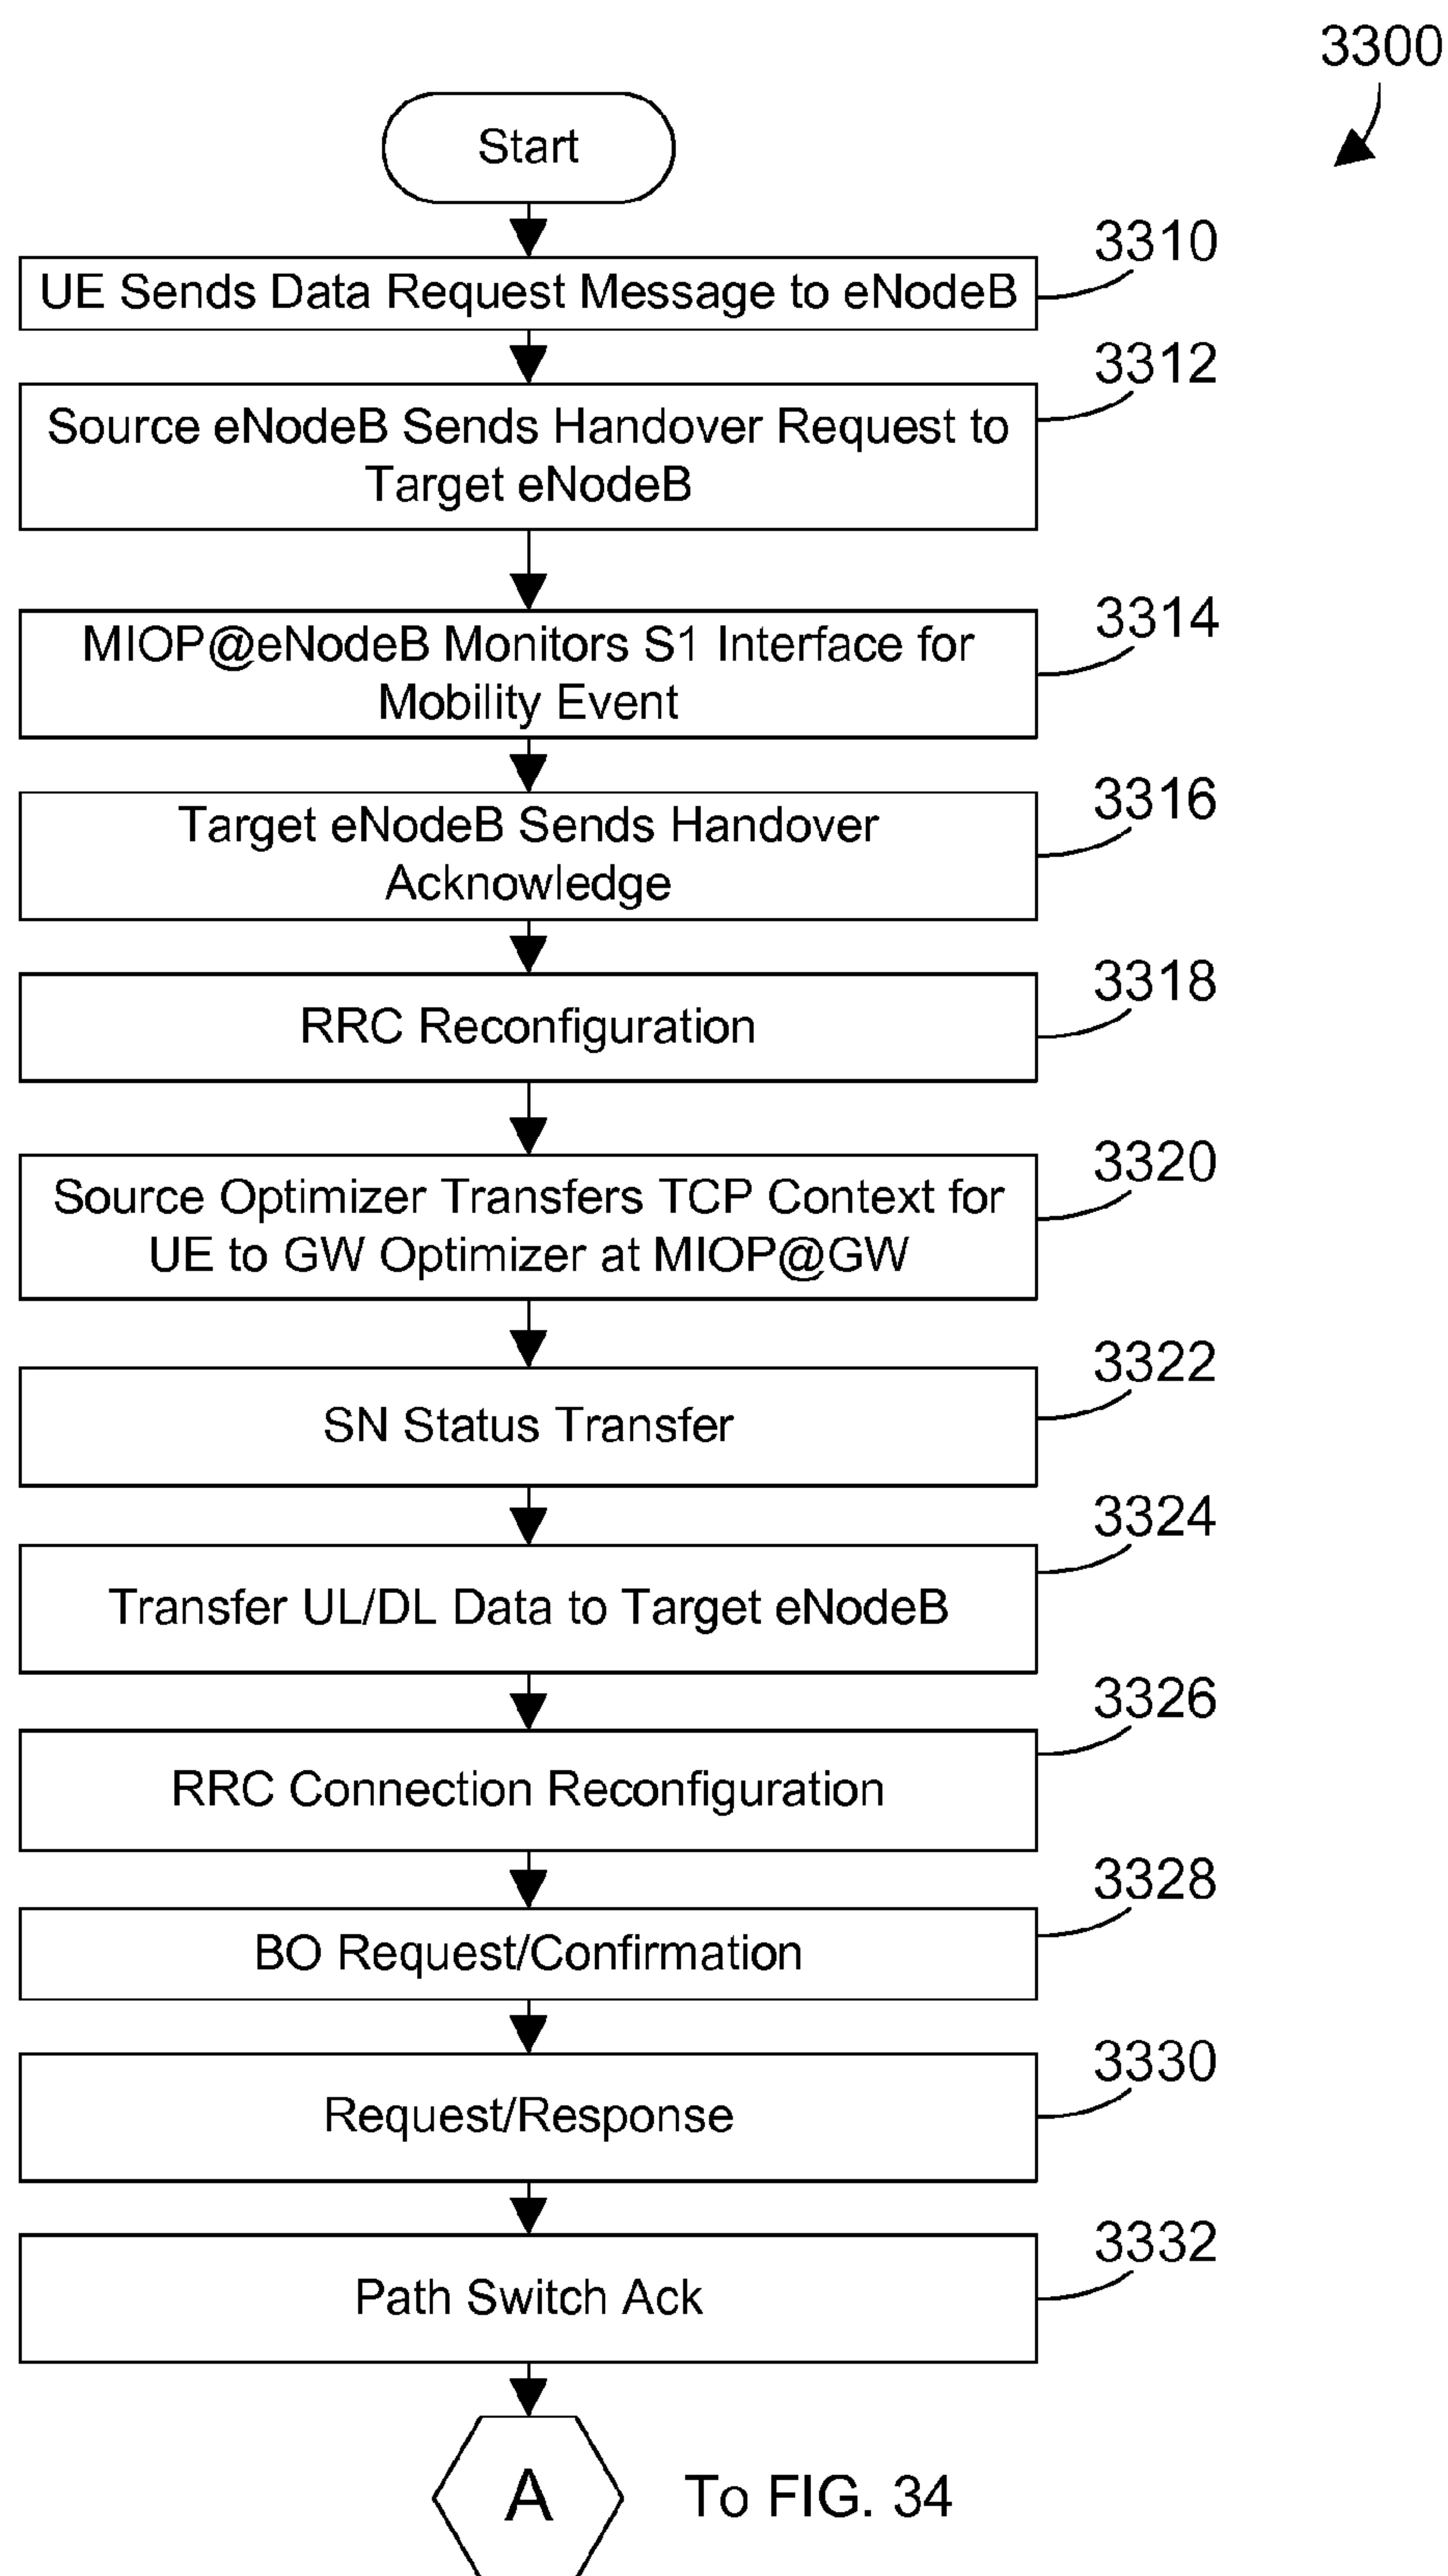 3300
Start
3310
UE Sends Data Request Message to eNodeB
3312
Source eNodeB Sends Handover Request to
Target eNodeB
3314
MIOP@eNodeB Monitors S1 Interface for
Mobility Event
3316
Target eNodeB Sends Handover
Acknowledge
3318
RRC Reconfiguration
3320
Source Optimizer Transfers TCP Context for
UE to GW Optimizer at MIOP@GW
3322
SN Status Transfer
3324
Transfer UL/DL Data to Target eNodeB
3326
RRC Connection Reconfiguration
3328
BO Request/Confirmation
3330
Request/Response
3332
Path Switch Ack
A
To FIG. 34